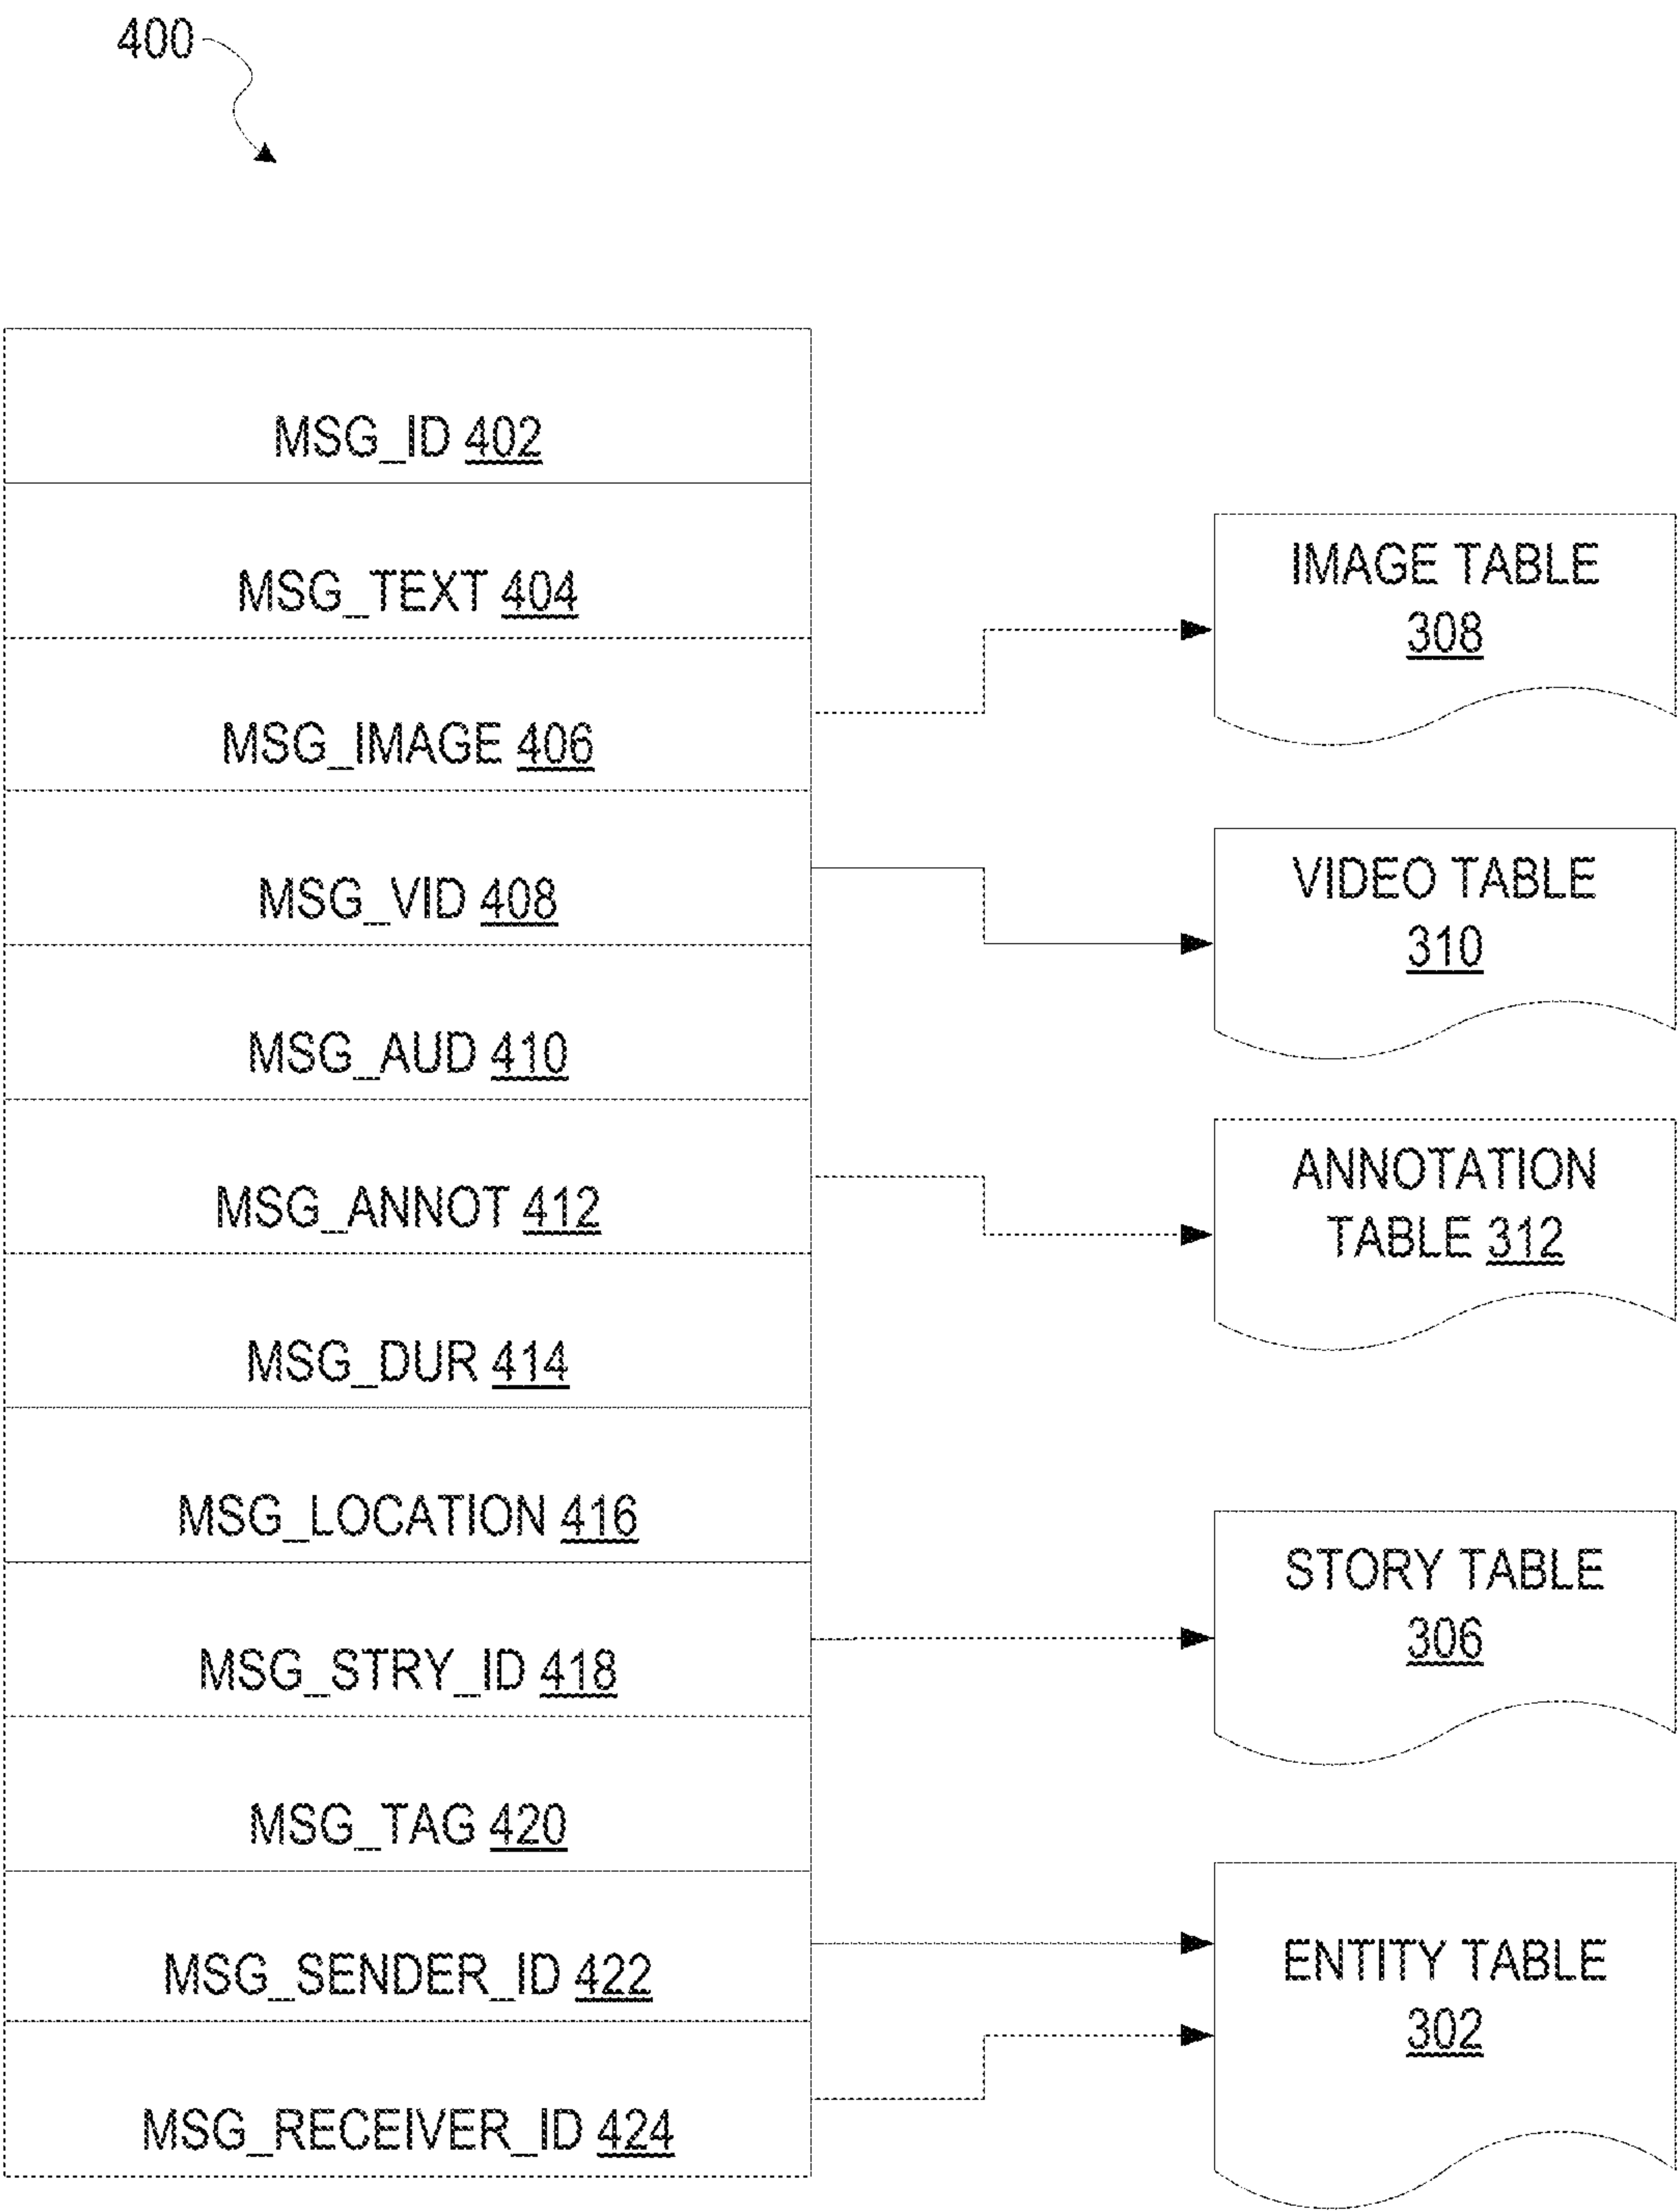 400
MSG_ID 402
MSG_TEXT 404
MSG_IMAGE 406
MSG_VID 408
MSG_AUD 410
MSG_ANNOT 412
MSG_DUR 414
MSG_LOCATION 416
MSG_STRY_ID 418
MSG_TAG 420
MSG_SENDER_ID 422
MSG_RECEIVER_ID 424
IMAGE TABLE
308
VIDEO TABLE
310
ANNOTATION
TABLE 312
STORY TABLE
306
ENTITY TABLE
302